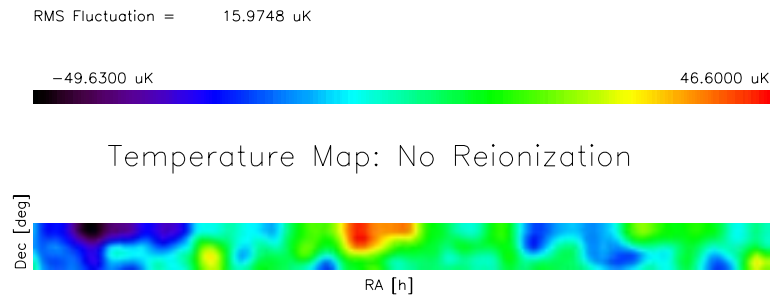 RMS Fluctuation = 15.9748 uK
-49.6300 uK 46.6000 uK
Temperature Map: No Reionization
Dec [deg]
RA [h]